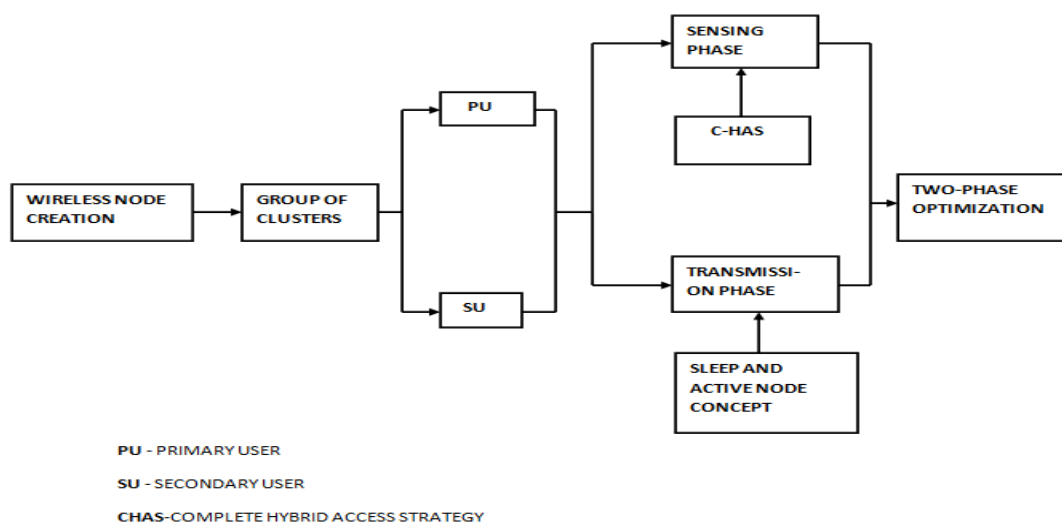 WIRELESS NODE
CREATION
GROUP OF
CLUSTERS
PU
SU
SENSING
PHASE
C-HAS
TRANSMISSI-
ON PHASE
SLEEP AND
ACTIVE NODE
CONCEPT
TWO-PHASE
OPTIMIZATION
PU - PRIMARY USER
SU - SECONDARY USER
CHAS-COMPLETE HYBRID ACCESS STRATEGY